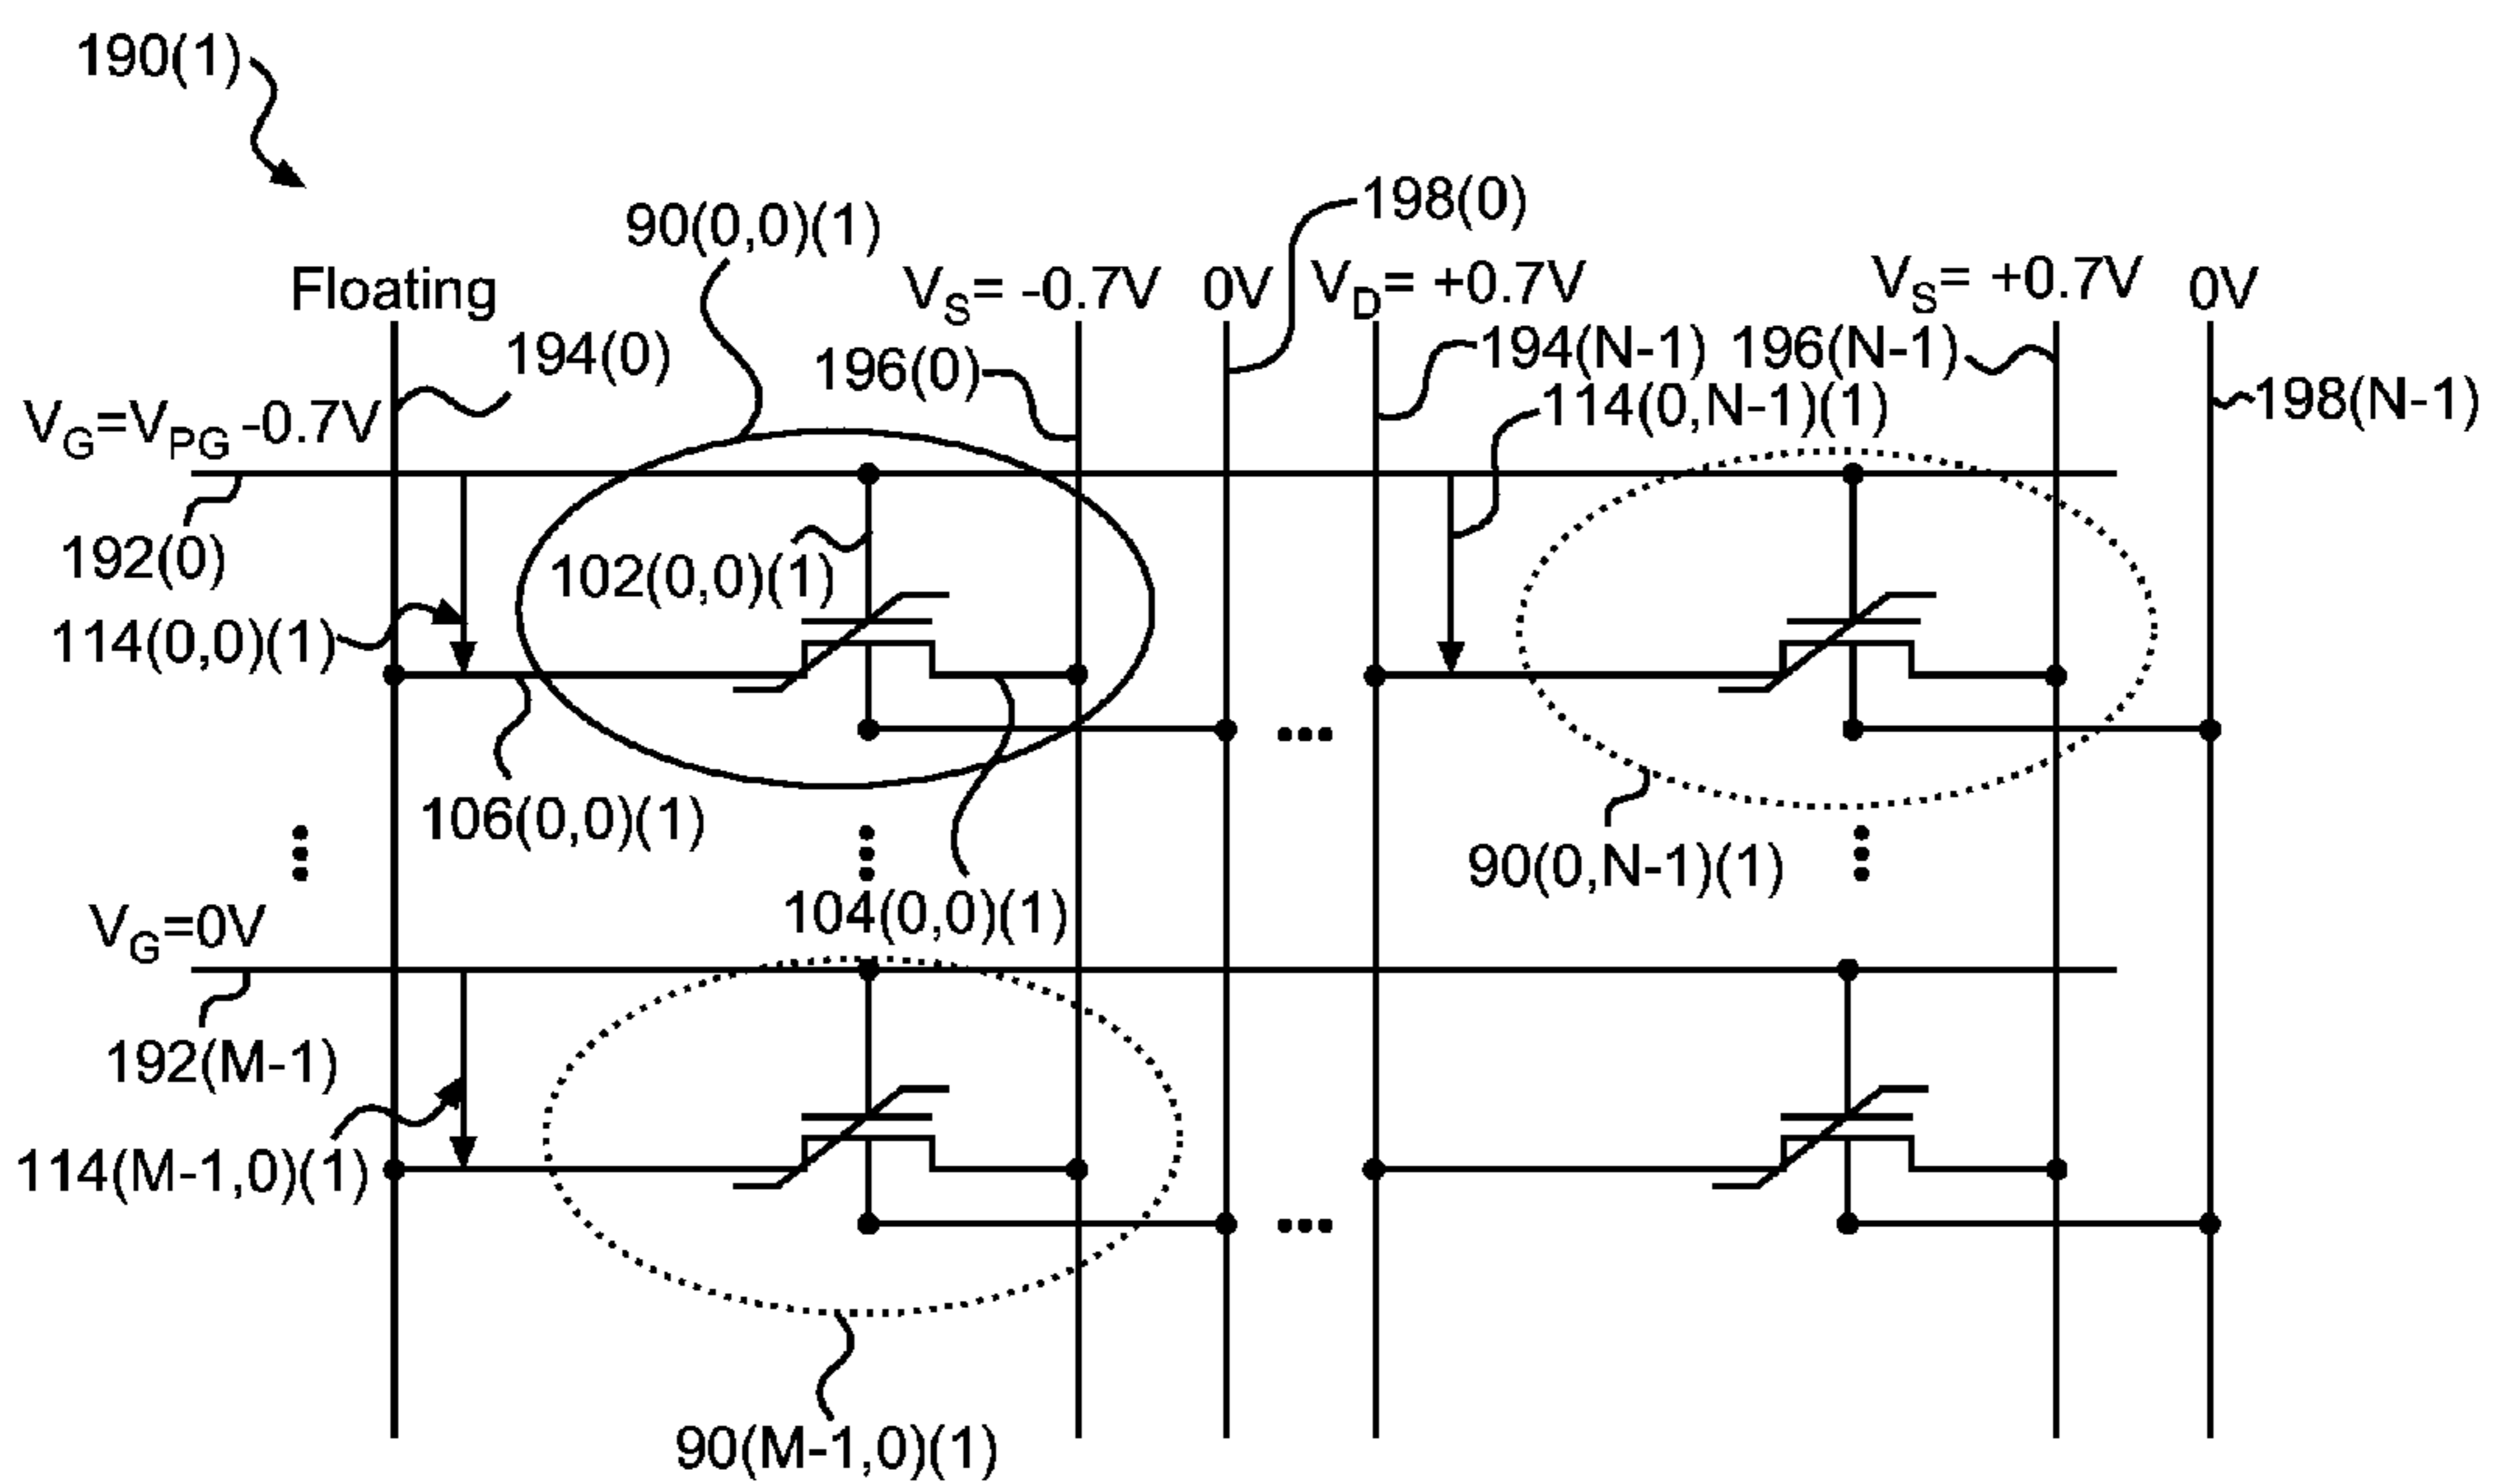 190(1)
90(0,0)(1)
198(0)
Floating
VS= -0.7V
0V
VD= +0.7V
VS= +0.7V
0V
194(0)
196(0)
194(N-1)
196(N-1)
114(0,N-1)(1)
198(N-1)
VG=VPG -0.7V
192(0)
102(0,0)(1)
114(0,0)(1)
106(0,0)(1)
104(0,0)(1)
90(0,N-1)(1)
VG=0V
192(M-1)
114(M-1,0)(1)
90(M-1,0)(1)